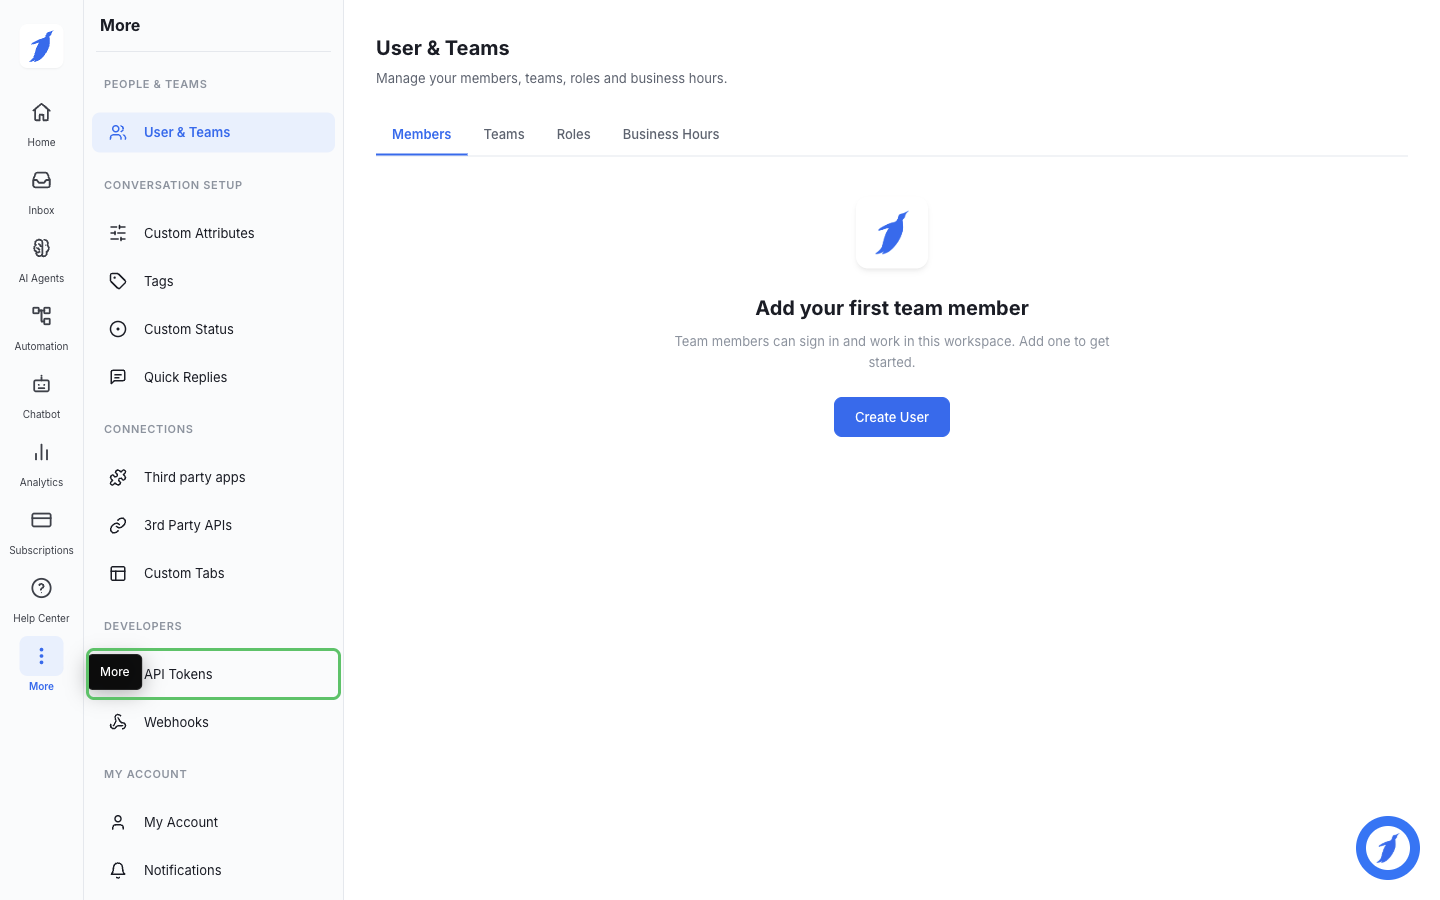 Home
Inbox
AI Agents
Automation
Chatbot
Analytics
Subscriptions
Help Center
More
More
PEOPLE & TEAMS
User & Teams
CONVERSATION SETUP
Custom Attributes
Tags
Custom Status
Quick Replies
CONNECTIONS
Third party apps
3rd Party APIs
Custom Tabs
DEVELOPERS
More
API Tokens
Webhooks
MY ACCOUNT
My Account
Notifications
User & Teams
Manage your members, teams, roles and business hours.
Members
Teams
Roles
Business Hours
Add your first team member
Team members can sign in and work in this workspace. Add one to get
started.
Create User